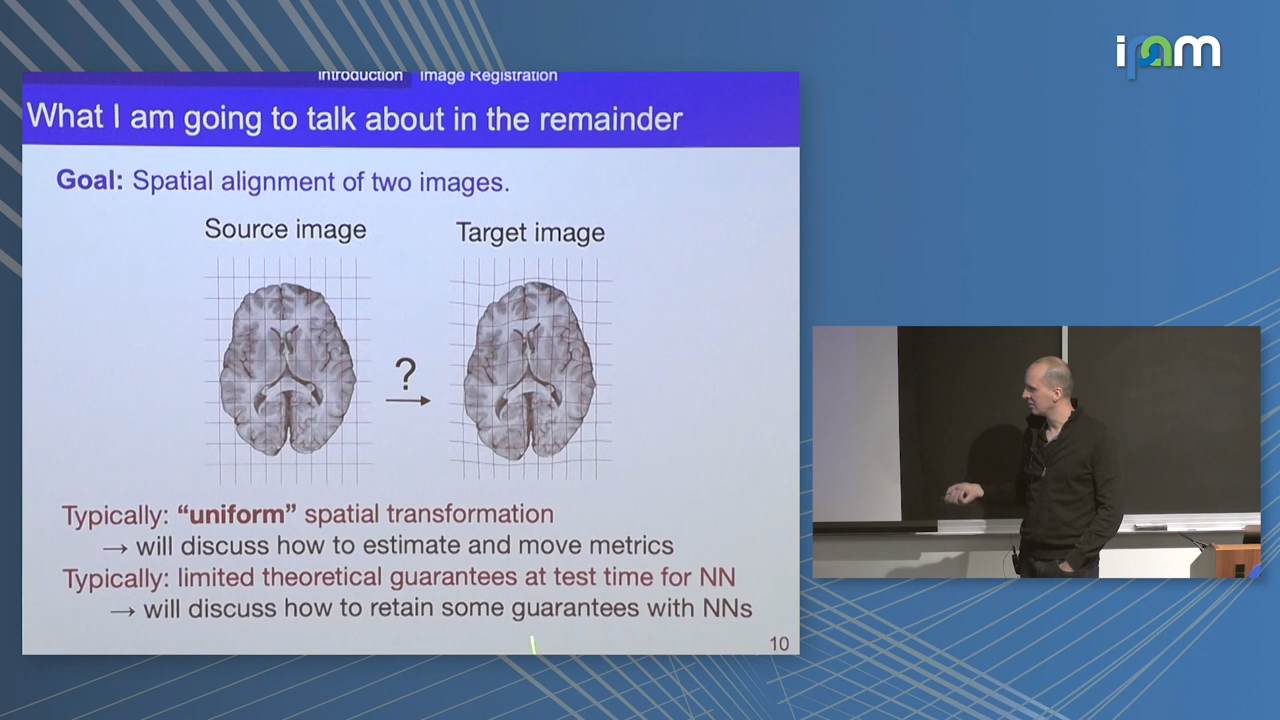 ipam
Introduction Image Registration
What I am going to talk about in the remainder
Goal: Spatial alignment of two images.
Source image
Target image
?
Typically: “uniform” spatial transformation
→ will discuss how to estimate and move metrics
Typically: limited theoretical guarantees at test time for NN
→ will discuss how to retain some guarantees with NNs
10